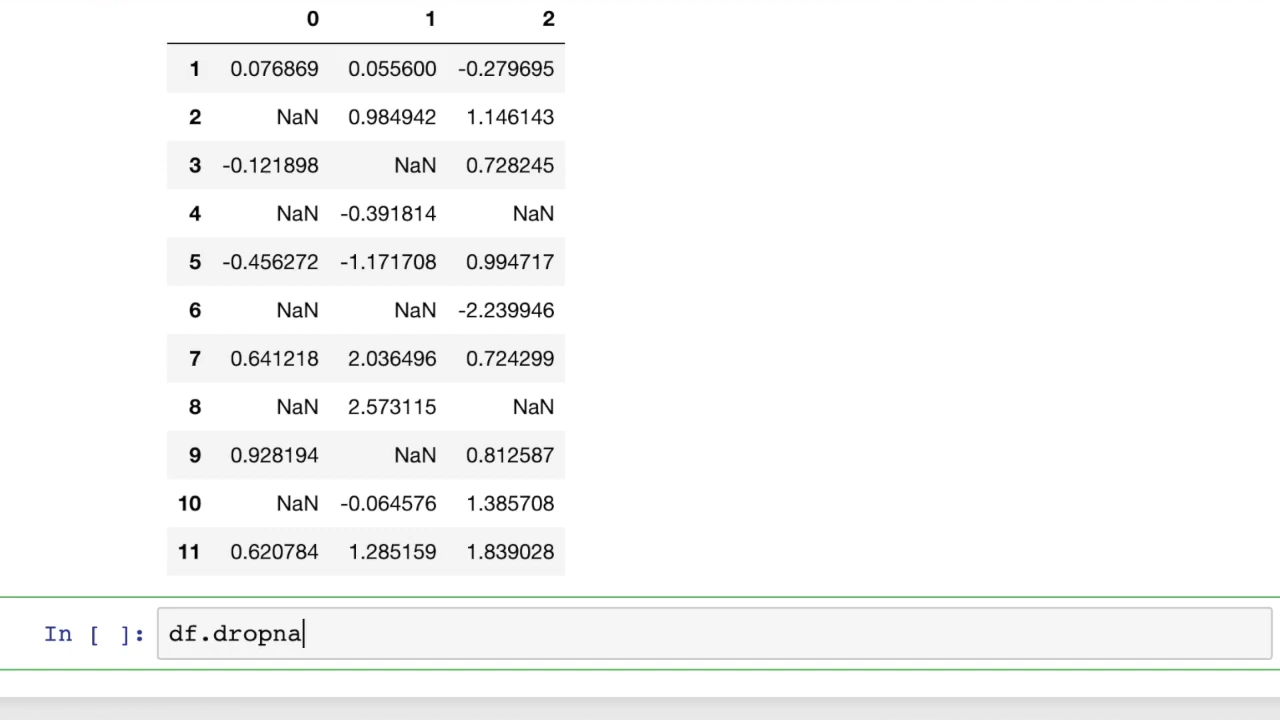 0 1 2
1 0.076869 0.055600 -0.279695
2 NaN 0.984942 1.146143
3 -0.121898 NaN 0.728245
4 NaN -0.391814 NaN
5 -0.456272 -1.171708 0.994717
6 NaN NaN -2.239946
7 0.641218 2.036496 0.724299
8 NaN 2.573115 NaN
9 0.928194 NaN 0.812587
10 NaN -0.064576 1.385708
11 0.620784 1.285159 1.839028
In [ ]: df.dropna